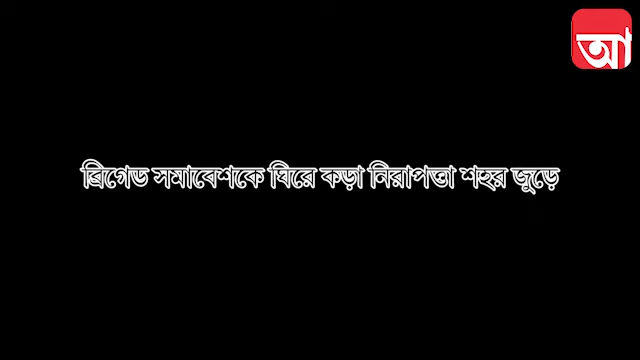 আ
ব্রিগেড সমাবেশকে ঘিরে কড়া নিরাপত্তা শহর জুড়ে